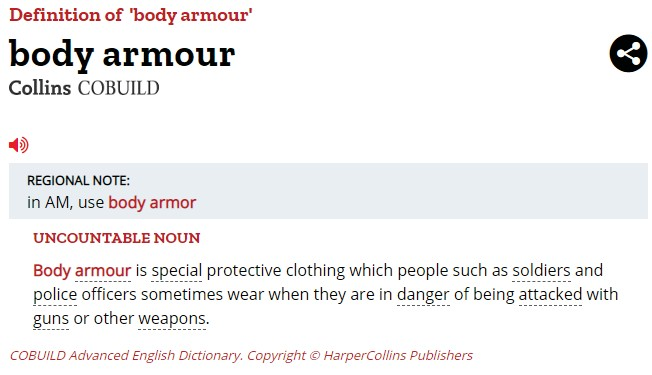 Definition of 'body armour'
body armour
Collins COBUILD
REGIONAL NOTE:
in AM, use body armor
UNCOUNTABLE NOUN
Body armour is special protective clothing which people such as soldiers and
police officers sometimes wear when they are in danger of being attacked with
guns or other weapons.
COBUILD Advanced English Dictionary. Copyright © HarperCollins Publishers